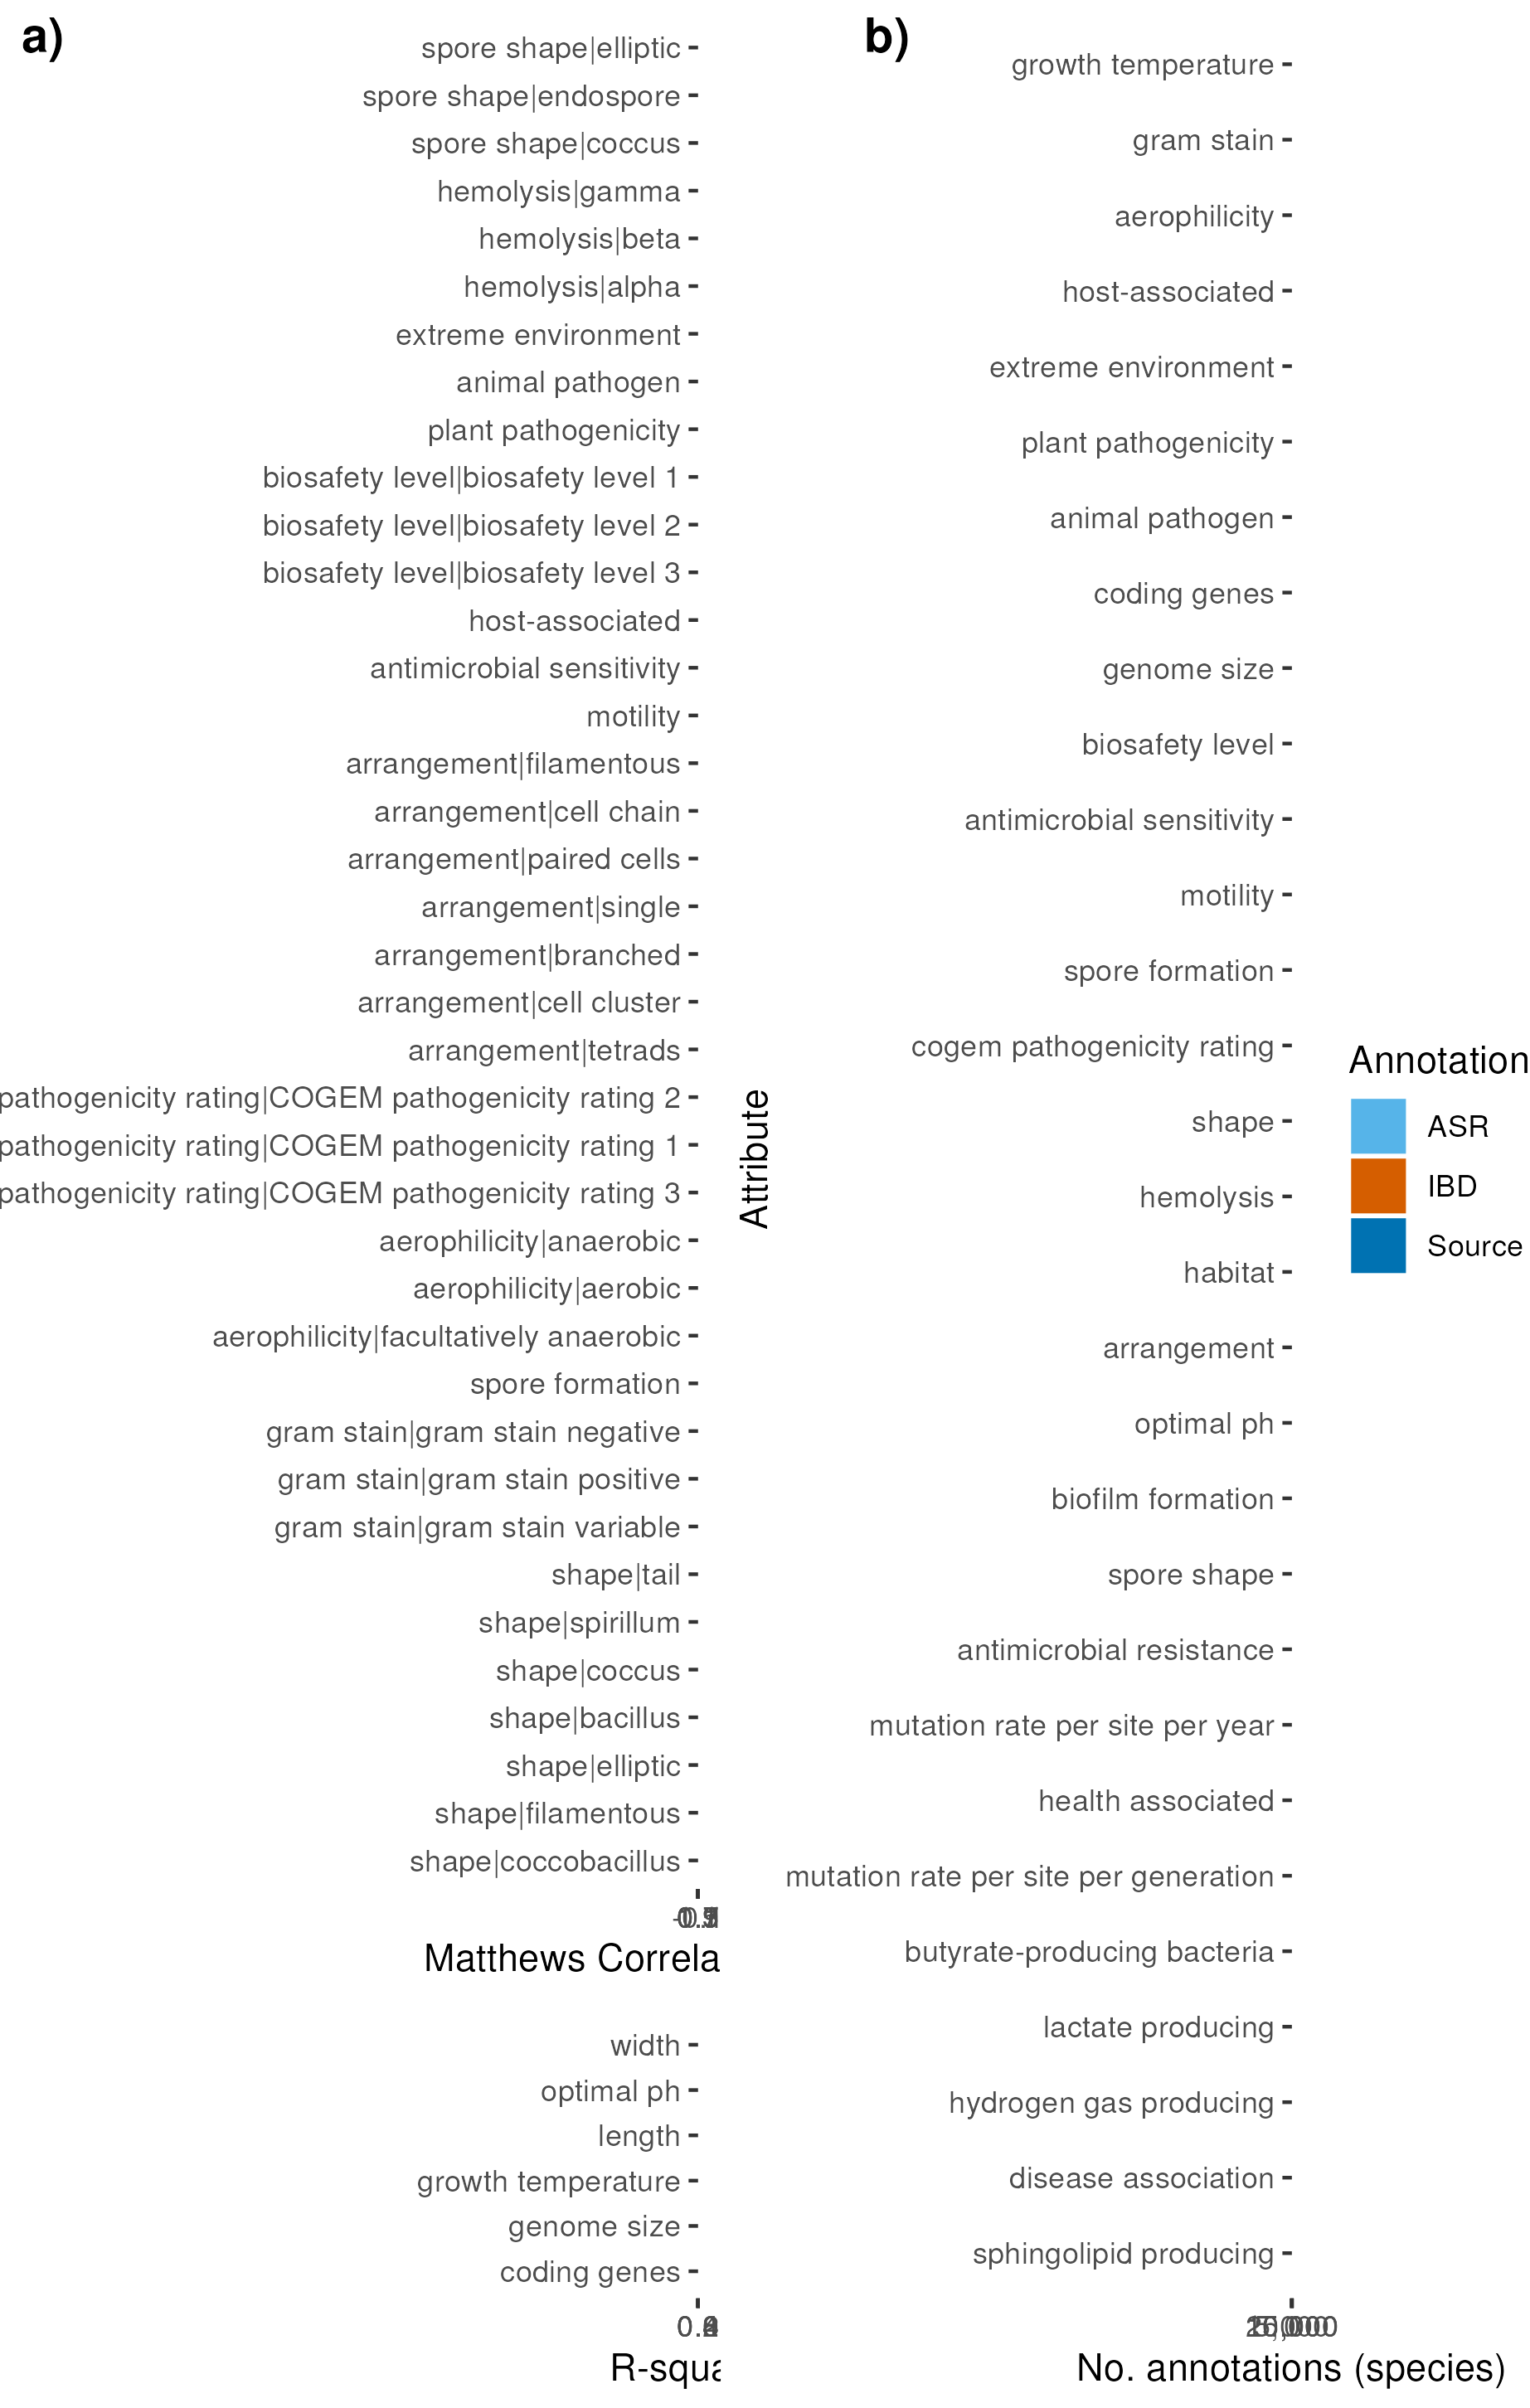 a)
spore shape|elliptic
spore shape|endospore
spore shape|coccus
hemolysis|gamma
hemolysis|beta
hemolysis|alpha
extreme environment
animal pathogen
plant pathogenicity
biosafety level|biosafety level 1
biosafety level|biosafety level 2
biosafety level|biosafety level 3
host-associated
antimicrobial sensitivity
motility
arrangement|filamentous
arrangement|cell chain
arrangement|paired cells
arrangement|single
arrangement|branched
arrangement|cell cluster
arrangement|tetrads
pathogenicity rating|COGEM pathogenicity rating 2
pathogenicity rating|COGEM pathogenicity rating 1
pathogenicity rating|COGEM pathogenicity rating 3
aerophilicity|anaerobic
aerophilicity|aerobic
aerophilicity|facultatively anaerobic
spore formation
gram stain|gram stain negative
gram stain|gram stain positive
gram stain|gram stain variable
shape|tail
shape|spirillum
shape|coccus
shape|bacillus
shape|elliptic
shape|filamentous
shape|coccobacillus
Matthews Correla
width
optimal ph
length
growth temperature
genome size
coding genes
R-squa
b)
Attribute
growth temperature
gram stain
aerophilicity
host-associated
extreme environment
plant pathogenicity
animal pathogen
coding genes
genome size
biosafety level
antimicrobial sensitivity
motility
spore formation
cogem pathogenicity rating
shape
hemolysis
habitat
arrangement
optimal ph
biofilm formation
spore shape
antimicrobial resistance
mutation rate per site per year
health associated
mutation rate per site per generation
butyrate-producing bacteria
lactate producing
hydrogen gas producing
disease association
sphingolipid producing
No. annotations (species)
Annotation
ASR
IBD
Source